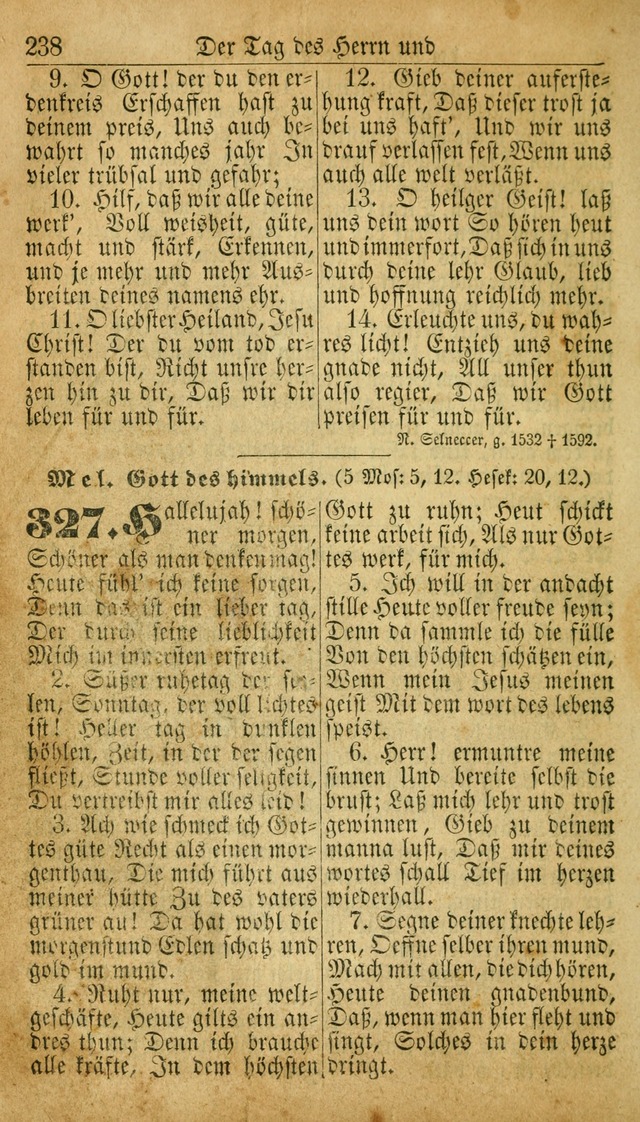 238 Der Tag des Herrn und
9. O Gott! der du den er-
denkreis Erschaffen hast zu
deinem preis, Uns auch be-
wahrt so manches jahr In
vieler trübsal und gefahr;
10. Hilf, daß wir alle deine
werk', Voll weisheit, güte,
macht und stärk, Erkennen,
und je mehr und mehr Aus-
breiten deines namens ehr.
11. O liebster Heiland, Jesu
Christ! Der du vom tod er-
standen bist, Richt unsre her-
zen hin zu dir, Daß wir dir
leben für und für.
12. Gieb deiner auferste-
hung kraft, Daß dieser trost ja
bei uns haft', Und wir uns
drauf verlassen fest, Wenn uns
auch alle welt verläßt.
13. O heilger Geist! laß
uns dein wort So hören heut
und immerfort, Daß sich in uns
durch deine lehr Glaub, lieb
und hoffnung reichlich mehr.
14. Erleuchte uns, du wah-
res licht! Entzieh uns deine
gnade nicht, All unser thun
also regier, Daß wir Gott
preisen für und für.
N. Selneccer, g. 1532 † 1592.
Mel. Gott des himmels. (5 Mos: 5, 12. Hesek: 20, 12.)
327. Hallelujah! schö-
ner morgen,
Schöner als man denken mag!
Heute fühl' ich keine sorgen,
Denn das ist ein lieber tag,
Der durch seine lieblichkeit
Mich im innersten erfreut.
2. Süßer ruhetag der see-
len, Sonntag, der voll lichtes
ist! Heller tag in dunklen
höhlen, Zeit, in der der segen
fließt, Stunde voller seligkeit,
Du vertreibst mir alles leid!
3. Ach wie schmeck ich Got-
tes güte Recht als einen mor-
genthau, Die mich führt aus
meiner hütte Zu des vaters
grüner au! Da hat wohl die
morgenstund Edlen schatz und
gold im mund.
4. Ruht nur, meine welt-
geschäfte, Heute gilts ein an-
dres thun; Denn ich brauche
alle kräfte, In dem höchsten
Gott zu ruhn; Heut schickt
keine arbeit sich, Als nur Got-
tes werk, für mich.
5. Ich will in der andacht
stille Heute voller freude seyn;
Denn da sammle ich die fülle
Von den höchsten schätzen ein,
Wenn mein Jesus meinen
geist Mit dem wort des lebens
speist.
6. Herr! ermuntre meine
sinnen Und bereite selbst die
brust; Laß mich lehr und trost
gewinnen, Gieb zu deinem
manna lust, Daß mir deines
wortes schall Tief im herzen
wiederhall.
7. Segne deiner knechte leh-
ren, Oeffne selber ihren mund,
Mach mit allen, die dich hören,
Heute deinen gnadenbund,
Daß, wenn man hier fleht und
singt, Solches in dein herze
dringt.